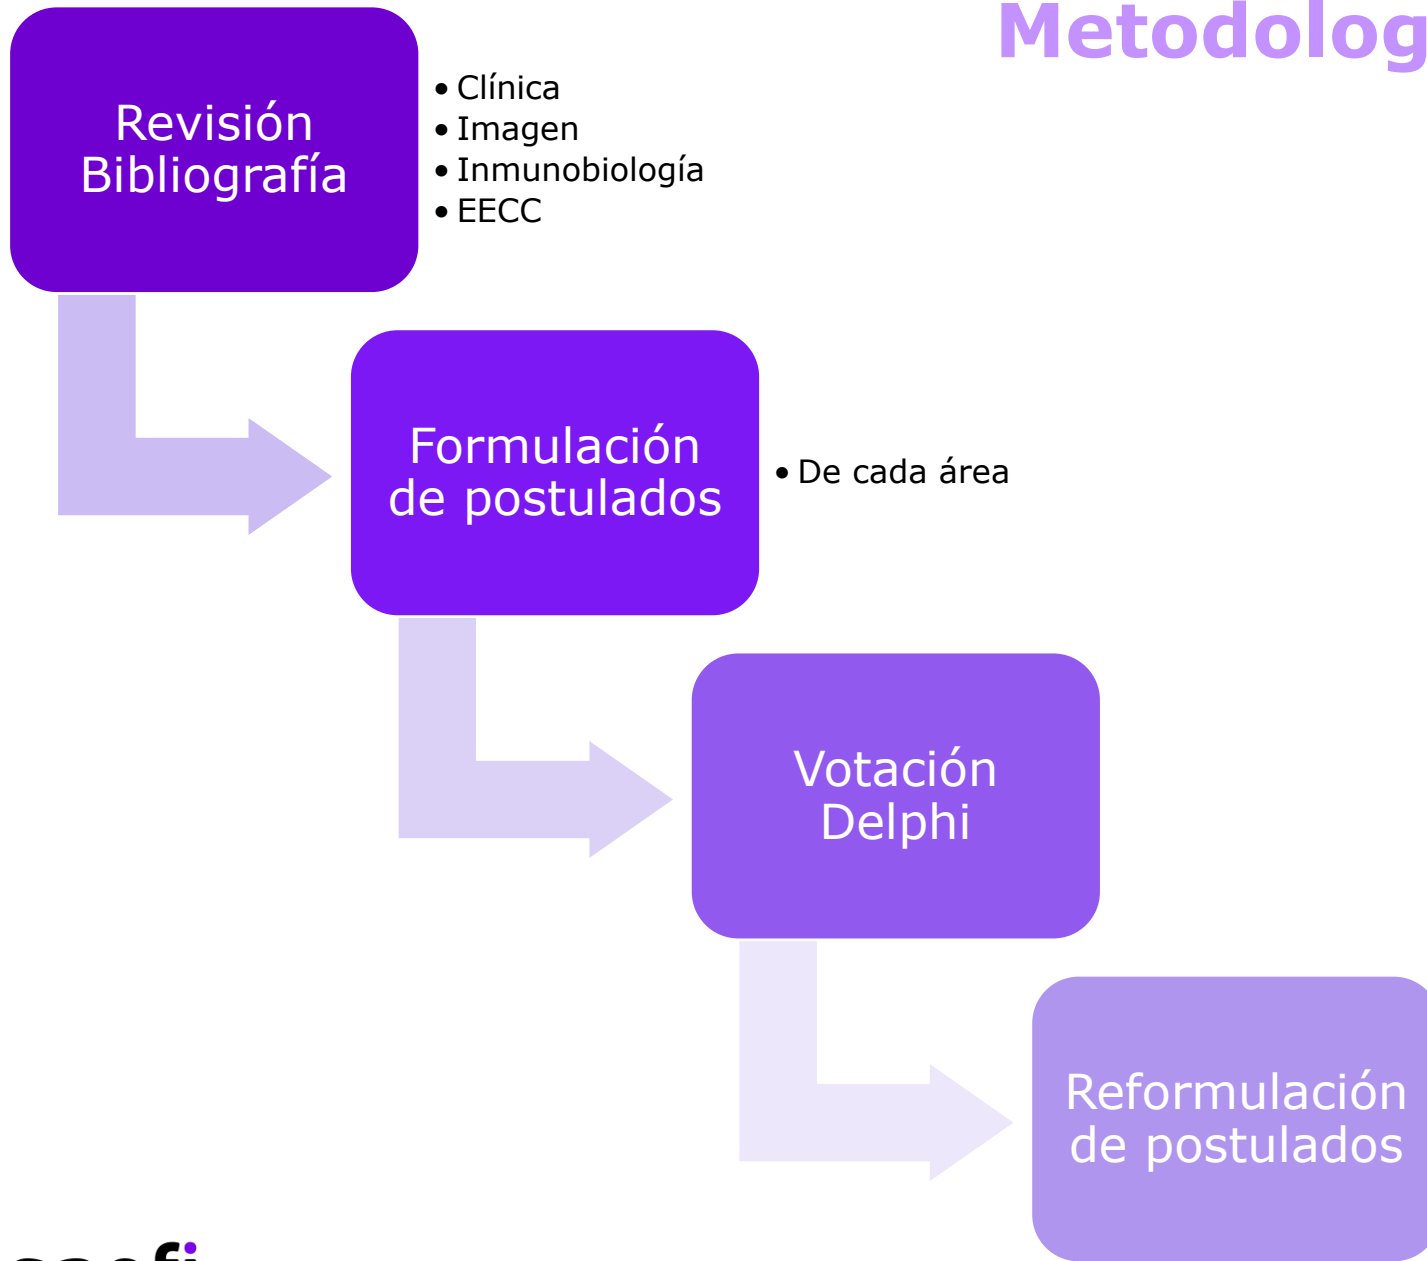 Metodolog
Revisión
Bibliografía
• Clínica
• Imagen
• Inmunobiología
• EECC
Formulación
de postulados
• De cada área
Votación
Delphi
Reformulación
de postulados